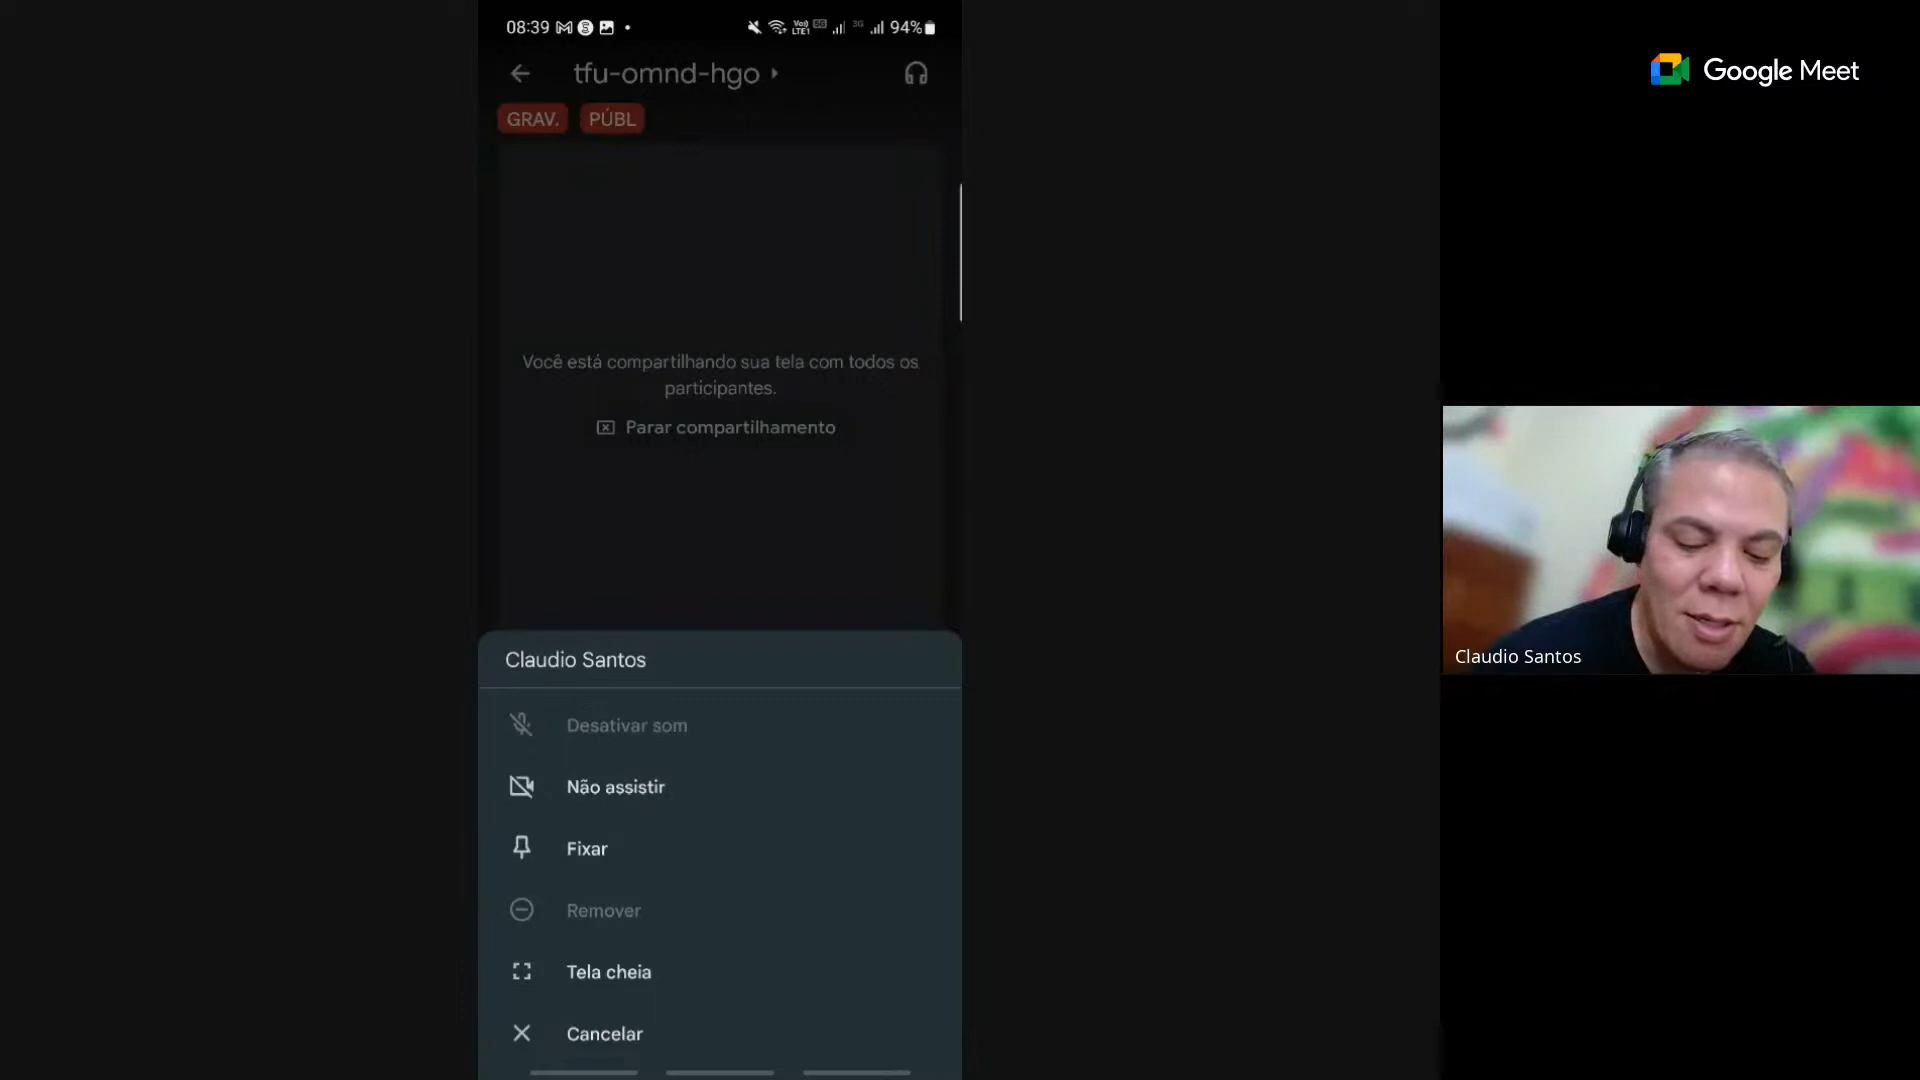 08:39
94%
tfu-omnd-hgo
GRAV. PÚBL
Você está compartilhando sua tela com todos os
participantes.
Parar compartilhamento
Claudio Santos
Desativar som
Não assistir
Fixar
Remover
Tela cheia
Cancelar
Google Meet
Claudio Santos